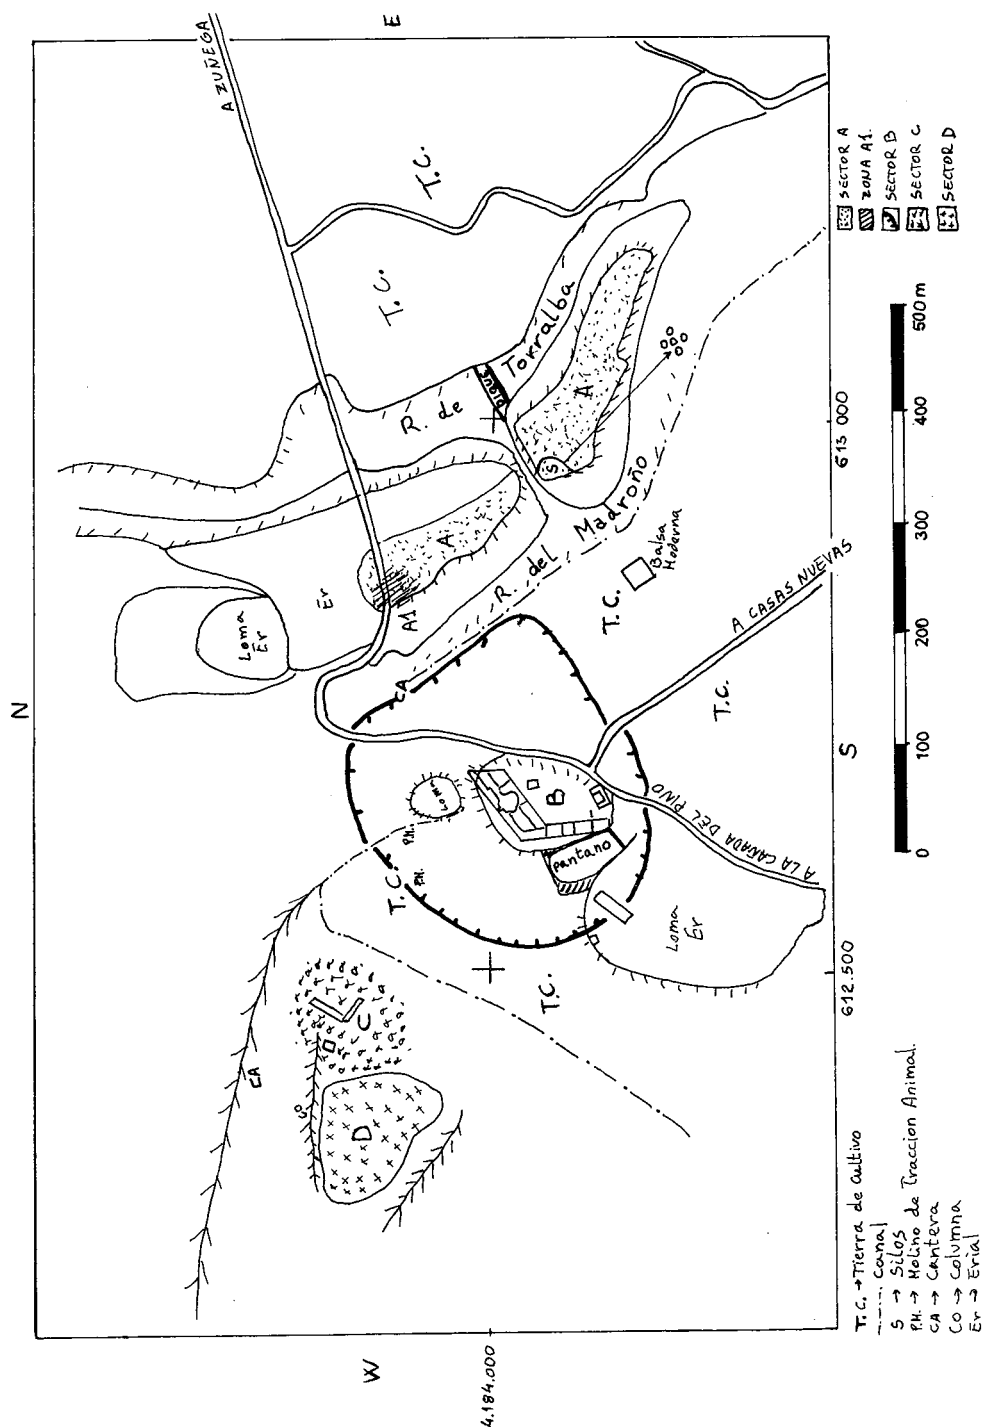 N
E
W
S
A ZUÑEGA
T.C.
T.C.
R. de Torralba
DIQUE
A
S
A
A1
Er
Loma
Er
R. del Madroño
Balsa
Moderna
T.C.
A CASAS NUEVAS
T.C.
CA
Loma
P.H.
P.H.
T.C.
B
Pantano
A LA CAÑADA DEL PINO
Loma
Er
T.C.
CA
C
Co
D
4.184.000
612.500
613 000
0 100 200 300 400 500 m
SECTOR A
ZONA A1.
SECTOR B
SECTOR C
SECTOR D
T.C. → Tierra de cultivo
Canal
S → Silos
P.H. → Molino de Traccion Animal.
CA → Cantera
Co → Columna
Er → Erial